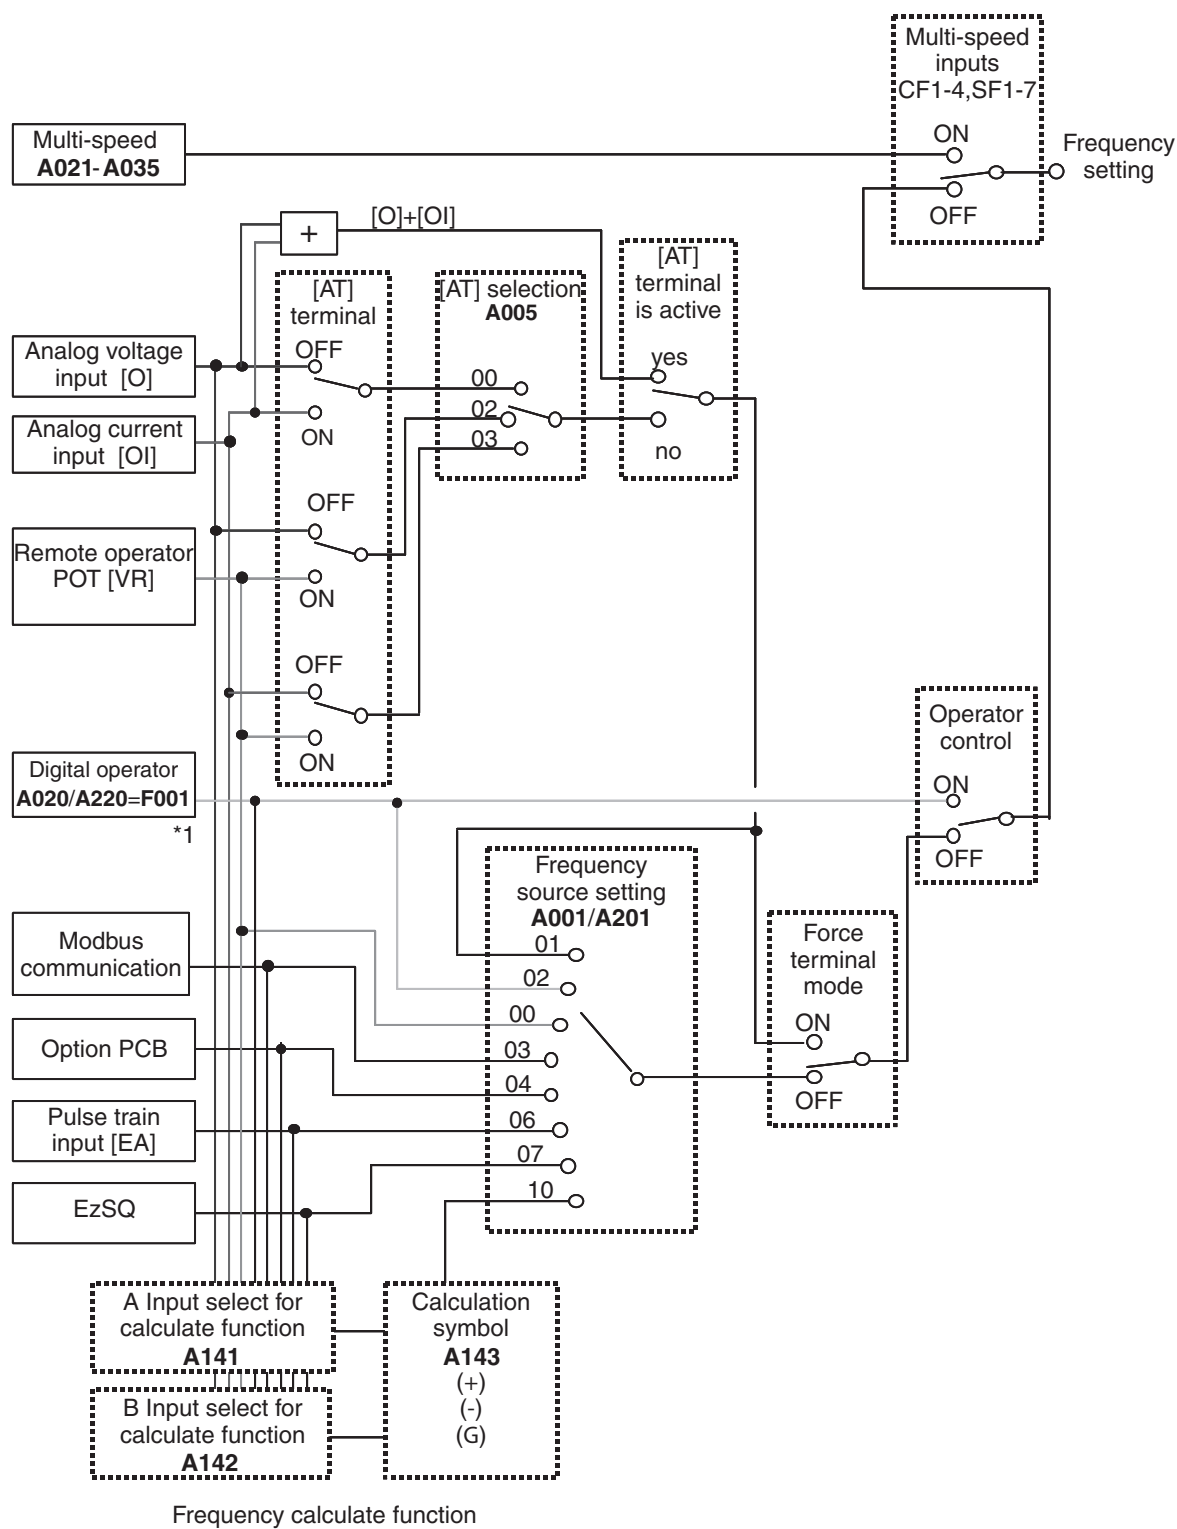 Multi-speed
inputs
CF1-4,SF1-7
ON
OFF
Frequency
setting
Multi-speed
A021-A035
+
[O]+[OI]
[AT]
terminal
OFF
ON
OFF
ON
OFF
ON
[AT] selection
A005
00
02
03
[AT]
terminal
is active
yes
no
Analog voltage
input [O]
Analog current
input [OI]
Remote operator
POT [VR]
Digital operator
A020/A220=F001
*1
Operator
control
ON
OFF
Frequency
source setting
A001/A201
01
02
00
03
04
06
07
10
Force
terminal
mode
ON
OFF
Modbus
communication
Option PCB
Pulse train
input [EA]
EzSQ
A Input select for
calculate function
A141
B Input select for
calculate function
A142
Calculation
symbol
A143
(+)
(-)
(G)
Frequency calculate function